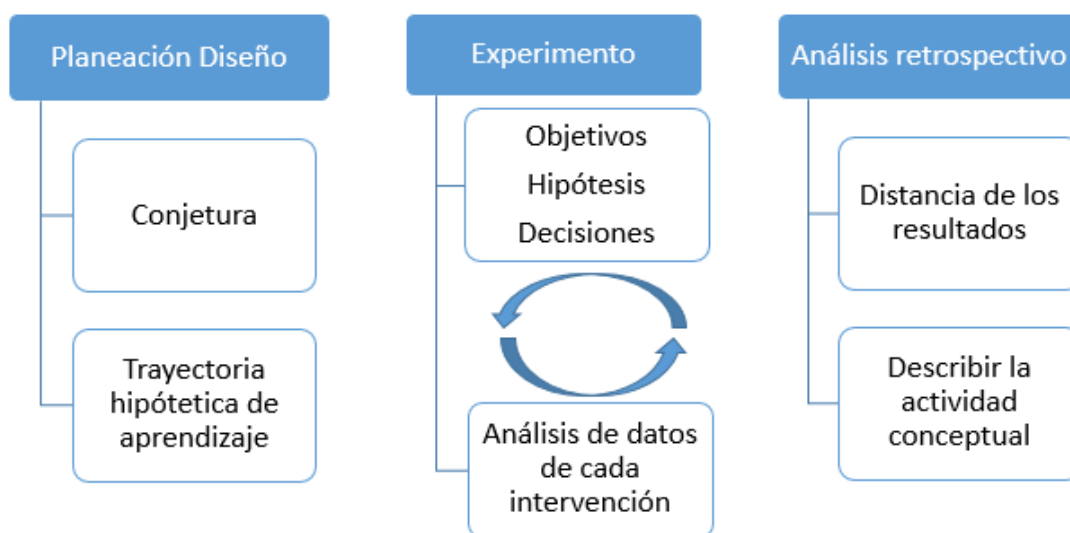 Planeación Diseño
Conjetura
Trayectoria
hipótetica de
aprendizaje
Experimento
Objetivos
Hipótesis
Decisiones
Análisis de datos
de cada
intervención
Análisis retrospectivo
Distancia de los
resultados
Describir la
actividad
conceptual